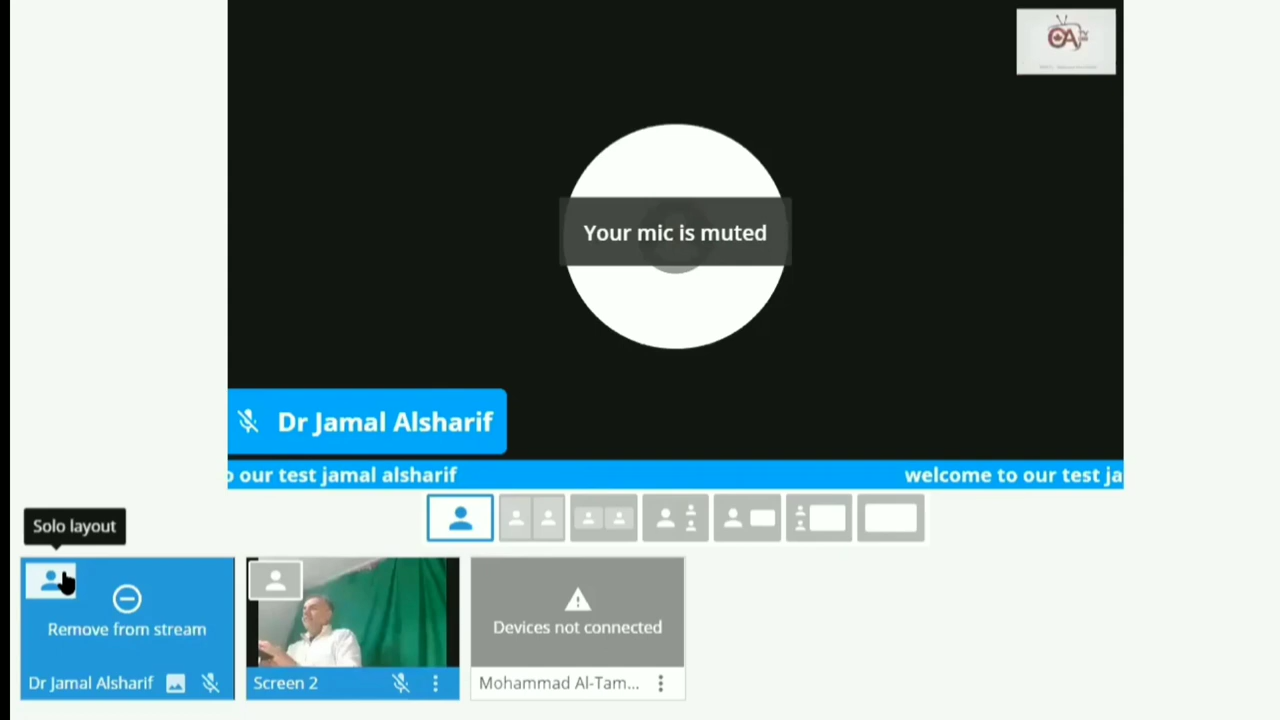 OA
Your mic is muted
Dr Jamal Alsharif
o our test jamal alsharif
welcome to our test ja
Solo layout
Remove from stream
Devices not connected
Dr Jamal Alsharif
Screen 2
Mohammad Al-Tam...